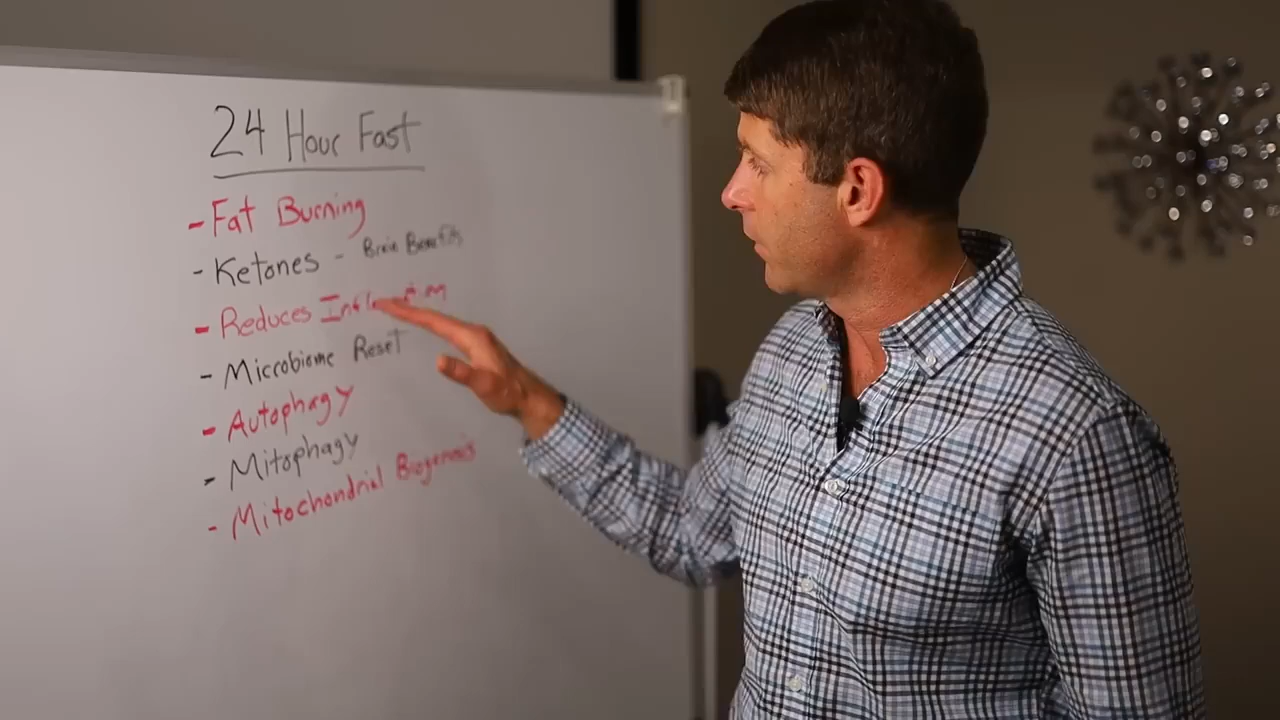 24 Hour Fast
- Fat Burning
- Ketones - Brain Benefits
- Reduces
- Microbiome Reset
- Autophagy
- Mitophagy
- Mitochondrial Biogenesis